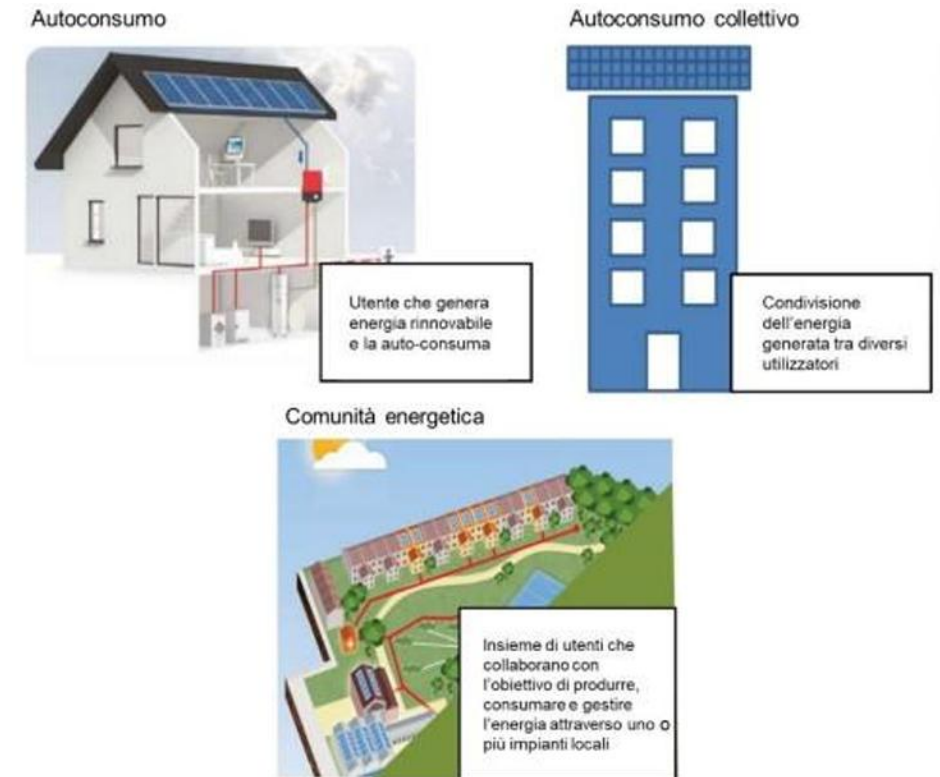 Autoconsumo
Autoconsumo collettivo
Utente che genera
energia rinnovabile
e la auto-consuma
Condivisione
dell'energia
generata tra diversi
utilizzatori
Comunità energetica
Insieme di utenti che
collaborano con
l'obiettivo di produrre,
consumare e gestire
l'energia attraverso uno o
più impianti locali